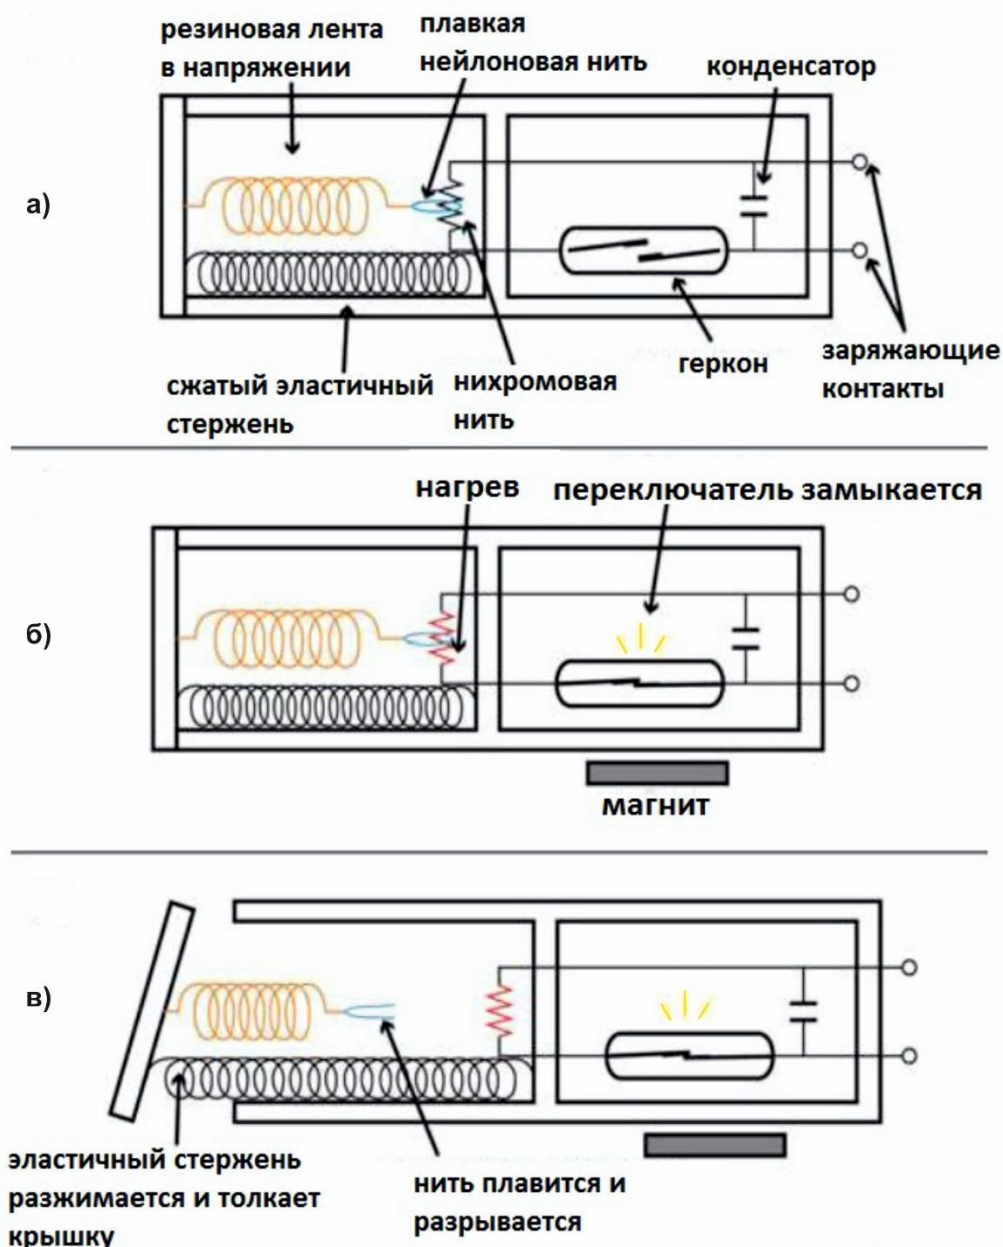 резиновая лента
в напряжении
плавкая
нейлоновая нить
конденсатор
а)
сжатый эластичный
стержень
нихромовая
нить
геркон
заряжающие
контакты
нагрев
переключатель замыкается
б)
магнит
в)
эластичный стержень
разжимается и толкает
крышку
нить плавится и
разрывается